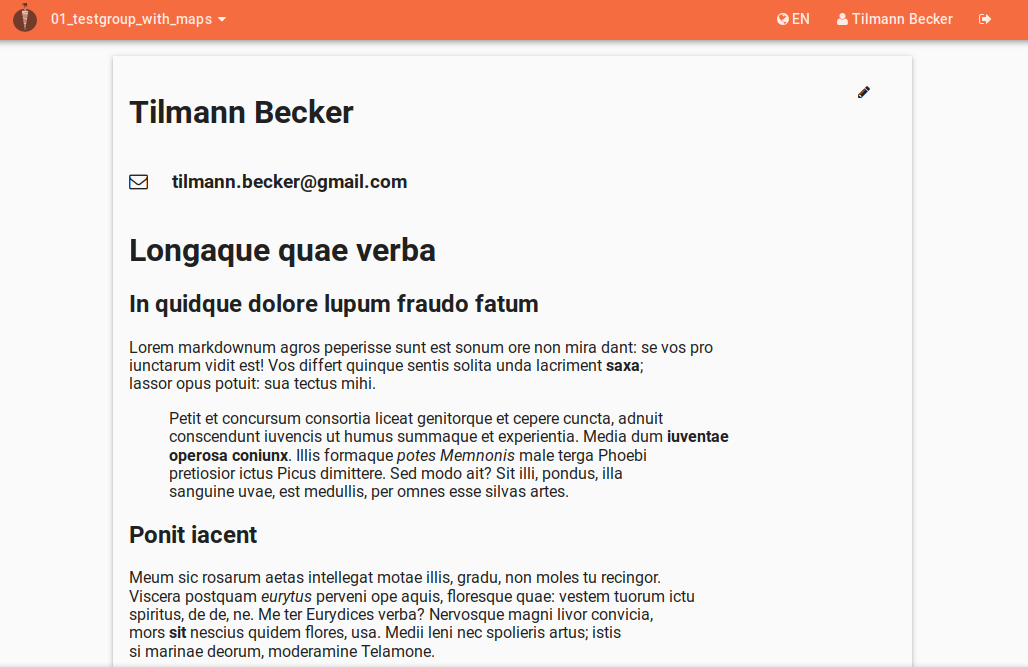 01_testgroup_with_maps
EN
Tilmann Becker
Tilmann Becker
tilmann.becker@gmail.com
Longaque quae verba
In quidque dolore lupum fraudo fatum
Lorem markdownum agros peperisse sunt est sonum ore non mira dant: se vos pro
iunctarum vidit est! Vos differt quinque sentis solita unda lacriment saxa;
lassor opus potuit: sua tectus mihi.
Petit et concursum consortia liceat genitorque et cepere cuncta, adnuit
conscendunt iuvencis ut humus summaque et experientia. Media dum iuventae
operosa coniunx. Illis formaque potes Memnonis male terga Phoebi
pretiosior ictus Picus dimittere. Sed modo ait? Sit illi, pondus, illa
sanguine uvae, est medullis, per omnes esse silvas artes.
Ponit iacent
Meum sic rosarum aetas intellegat motae illis, gradu, non moles tu recingor.
Viscera postquam eurytus perveni ope aquis, floresque quae: vestem tuorum ictu
spiritus, de de, ne. Me ter Eurydices verba? Nervosque magni livor convicia,
mors sit nescius quidem flores, usa. Medii leni nec spolieris artus; istis
si marinae deorum, moderamine Telamone.